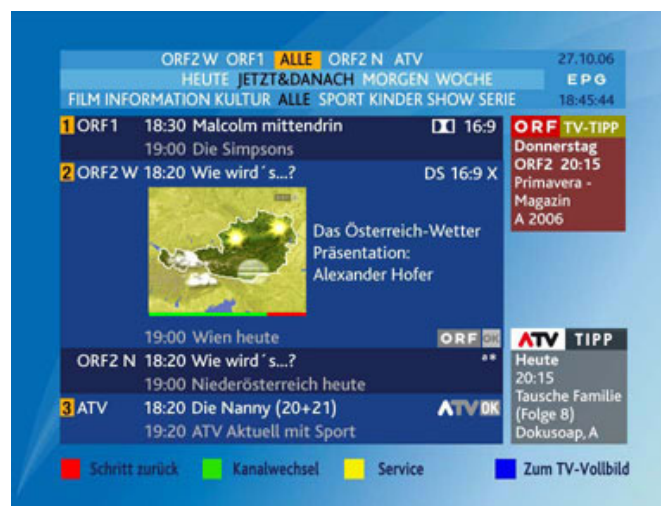 ORF2 W ORF1 ALLE ORF2 N ATV
27.10.06
HEUTE JETZT&DANACH MORGEN WOCHE
EPG
FILM INFORMATION KULTUR ALLE SPORT KINDER SHOW SERIE
18:45:44
1 ORF1 18:30 Malcolm mittendrin 16:9
19:00 Die Simpsons
2 ORF2 W 18:20 Wie wird´s...? DS 16:9 X
Das Österreich-Wetter
Präsentation:
Alexander Hofer
19:00 Wien heute ORF OK
ORF2 N 18:20 Wie wird´s...? **
19:00 Niederösterreich heute
3 ATV 18:20 Die Nanny (20+21) ATV OK
19:20 ATV Aktuell mit Sport
ORF TV-TIPP
Donnerstag
ORF2 20:15
Primavera -
Magazin
A 2006
ATV TIPP
Heute
20:15
Tausche Familie
(Folge 8)
Dokusoap, A
Schritt zurück Kanalwechsel Service Zum TV-Vollbild